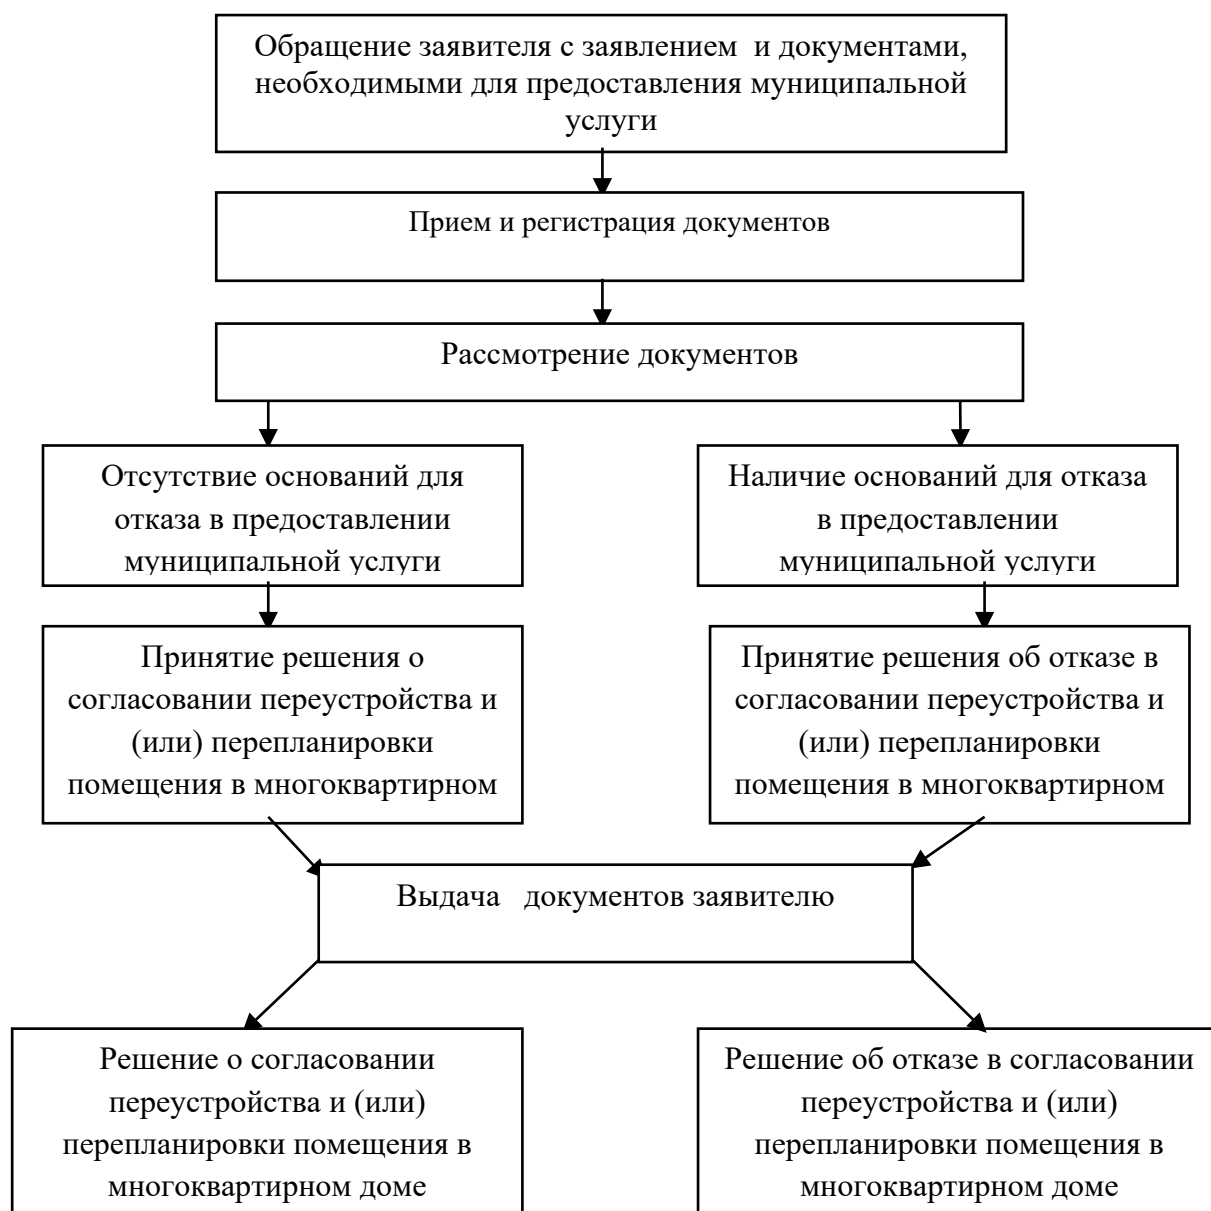 Обращение заявителя с заявлением и документами,
необходимыми для предоставления муниципальной
услуги
Прием и регистрация документов
Рассмотрение документов
Отсутствие оснований для
отказа в предоставлении
муниципальной услуги
Наличие оснований для отказа
в предоставлении
муниципальной услуги
Принятие решения о
согласовании переустройства и
(или) перепланировки
помещения в многоквартирном
Принятие решения об отказе в
согласовании переустройства и
(или) перепланировки
помещения в многоквартирном
Выдача документов заявителю
Решение о согласовании
переустройства и (или)
перепланировки помещения в
многоквартирном доме
Решение об отказе в согласовании
переустройства и (или)
перепланировки помещения в
многоквартирном доме